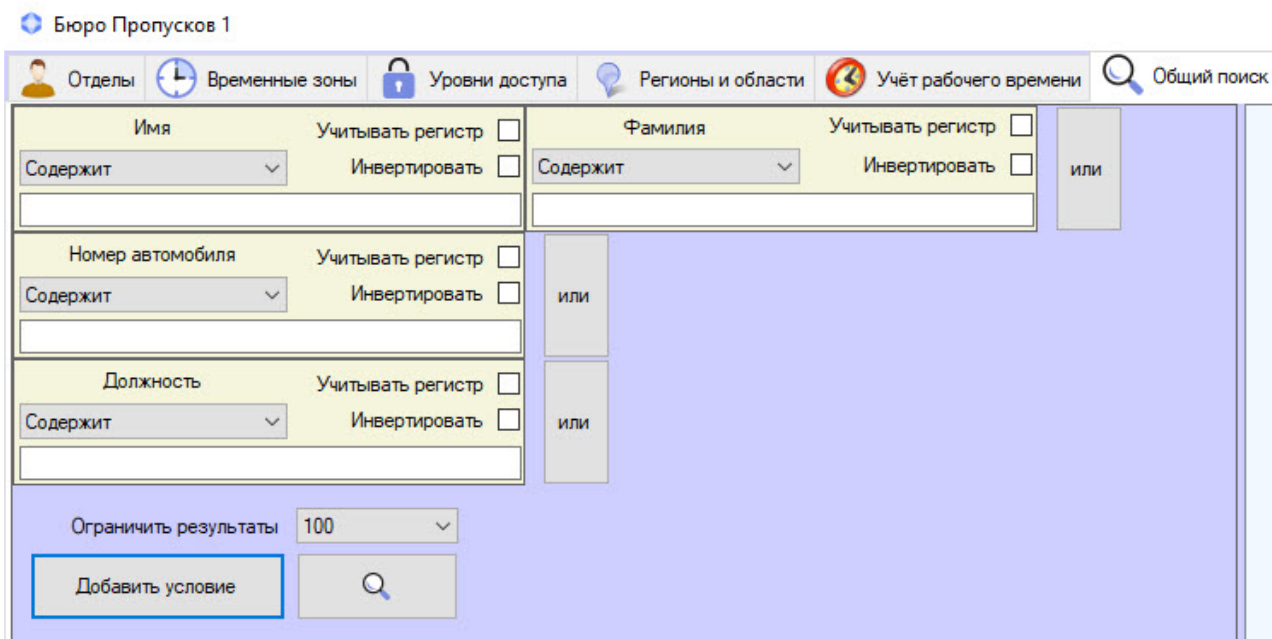 Бюро Пропусков 1
Отделы Временные зоны Уровни доступа Регионы и области Учёт рабочего времени Общий поиск
Имя Учитывать регистр Фамилия Учитывать регистр
Содержит Инвертировать Содержит Инвертировать или
Номер автомобиля Учитывать регистр
Содержит Инвертировать или
Должность Учитывать регистр
Содержит Инвертировать или
Ограничить результаты 100
Добавить условие